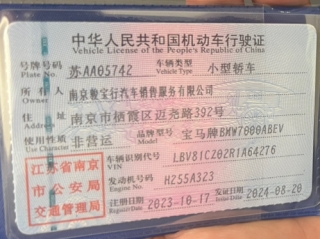 中华人民共和国机动车行驶证
Vehicle License of the People's Republic of China
号牌号码 苏AA05742 车辆类型 小型轿车
Plate No. Vehicle Type
所有人 南京骏宝行汽车销售服务有限公司
Owner
住址 南京市栖霞区迈尧路392号
Address
使用性质 非营运 品牌型号 宝马牌BMW7000ABEV
Use Character Model
江苏省南京
市公安局
交通管理局
车辆识别代号 LBV81CZ02R1A64276
VIN
发动机号码 HZ55A323
Engine No.
注册日期 2023-10-17 发证日期 2024-08-20
Register Date Issue Date